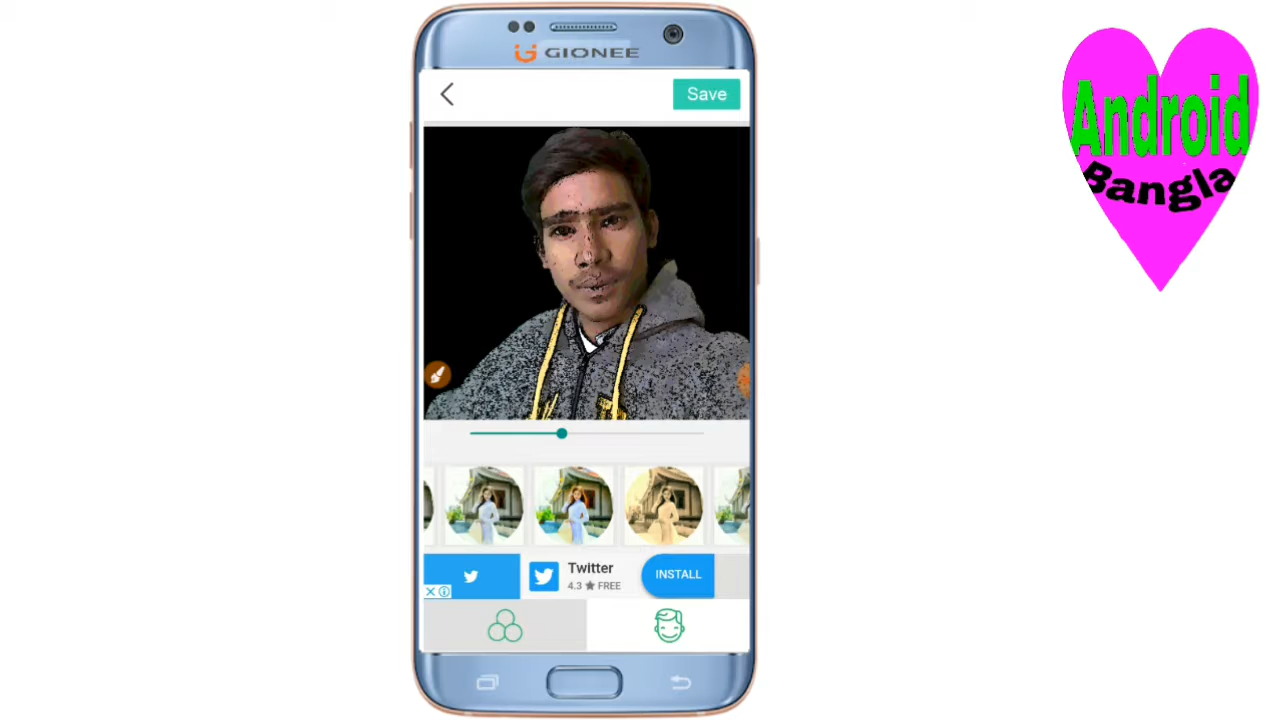 GIONEE
Save
Android
Bangla
Twitter
4.3 ★ FREE
INSTALL